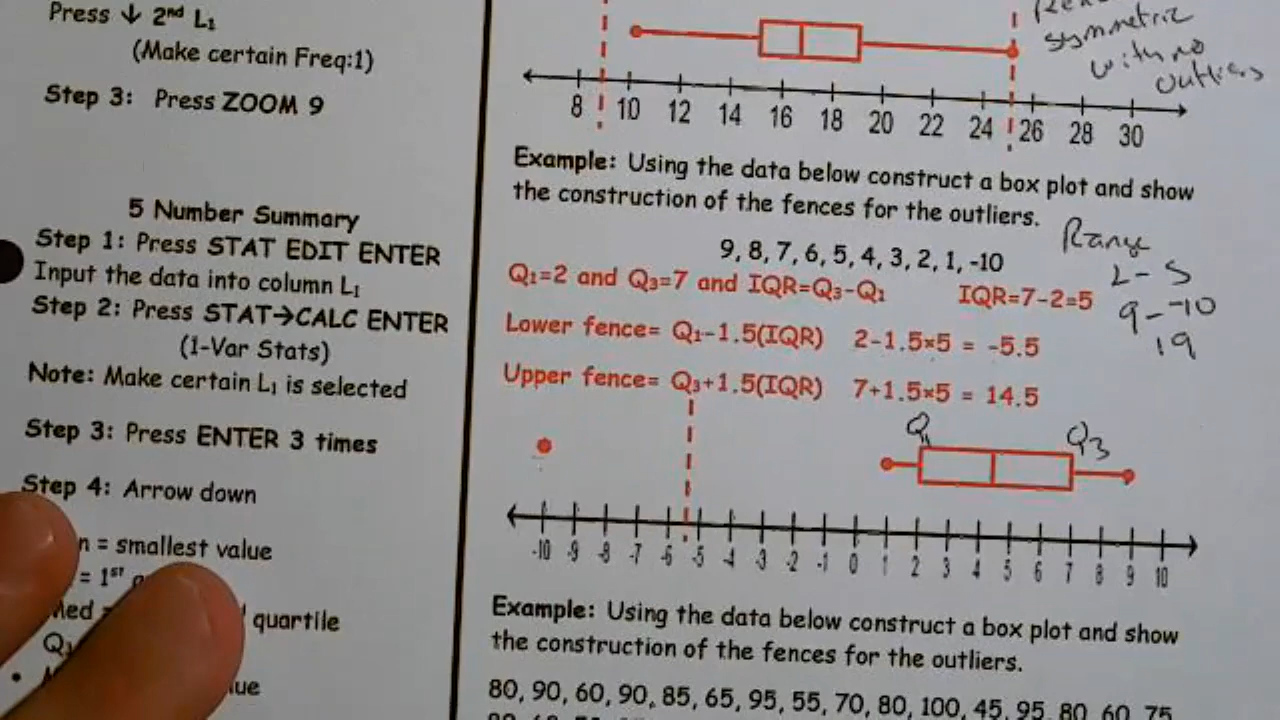 Press ↓ 2nd L1
(Make certain Freq:1)
Step 3: Press ZOOM 9
5 Number Summary
Step 1: Press STAT EDIT ENTER
Input the data into column L1
Step 2: Press STAT→CALC ENTER
(1-Var Stats)
Note: Make certain L1 is selected
Step 3: Press ENTER 3 times
Step 4: Arrow down
n = smallest value
= 1st
Med = quartile
symmetric
with no
outliers
8 10 12 14 16 18 20 22 24 26 28 30
Example: Using the data below construct a box plot and show
the construction of the fences for the outliers.
9, 8, 7, 6, 5, 4, 3, 2, 1, -10
Q1=2 and Q3=7 and IQR=Q3-Q1 IQR=7-2=5
Lower fence= Q1-1.5(IQR) 2-1.5×5 = -5.5
Upper fence= Q3+1.5(IQR) 7+1.5×5 = 14.5
Range
L-S
9--10
19
Q1 Q3
-10 -9 -8 -7 -6 -5 -4 -3 -2 -1 0 1 2 3 4 5 6 7 8 9 10
Example: Using the data below construct a box plot and show
the construction of the fences for the outliers.
80, 90, 60, 90, 85, 65, 95, 55, 70, 80, 100, 45, 95, 80, 60, 75